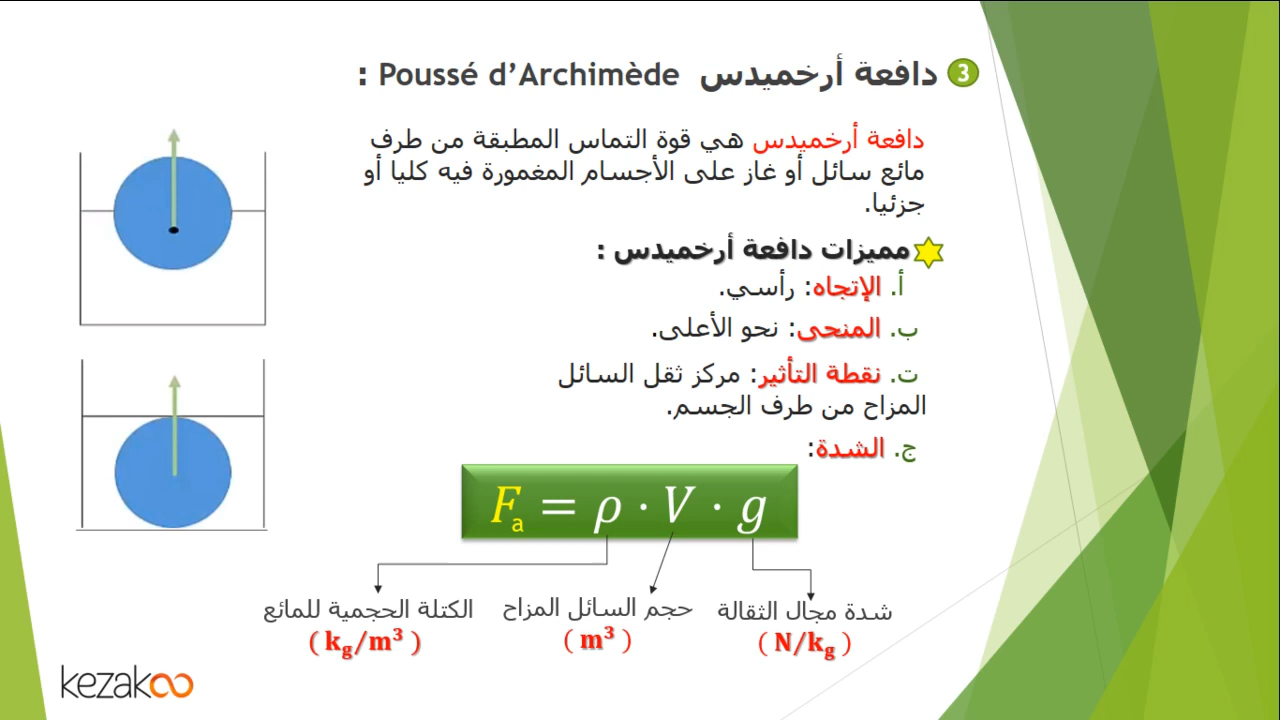 3 دافعة أرخميدس Poussé d’Archimède :
دافعة أرخميدس هي قوة التماس المطبقة من طرف
مائع سائل أو غاز على الأجسام المغمورة فيه كليا أو
جزئيا.
مميزات دافعة أرخميدس :
أ. الإتجاه: رأسي.
ب. المنحى: نحو الأعلى.
ت. نقطة التأثير: مركز ثقل السائل
المزاح من طرف الجسم.
ج. الشدة:
Fₐ = ρ · V · g
شدة مجال الثقالة
( N/kg )
حجم السائل المزاح
( m³ )
الكتلة الحجمية للمائع
( kg/m³ )
kezakoo